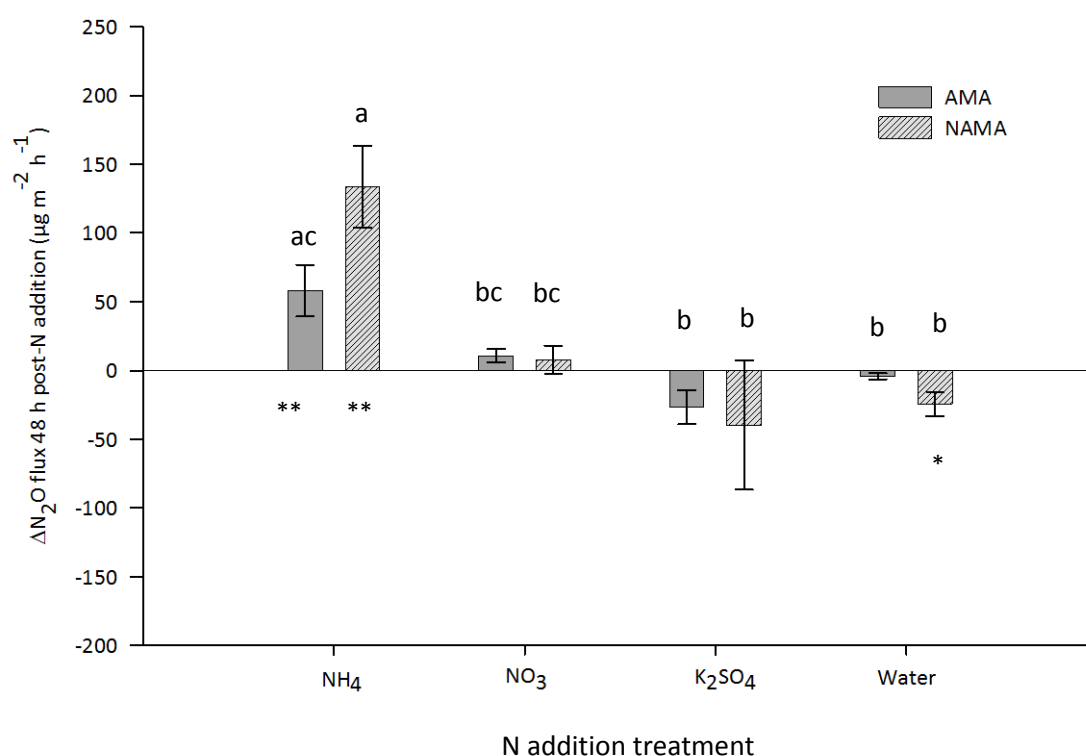 250
200
150
100
50
0
-50
-100
-150
-200
ΔN₂O flux 48 h post-N addition (µg m⁻² h⁻¹)
AMA
NAMA
a
ac
bc bc
b b
b b
** **
*
NH₄ NO₃ K₂SO₄ Water
N addition treatment